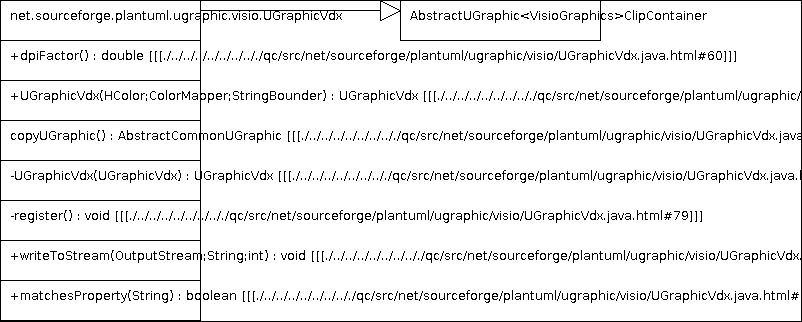 net.sourceforge.plantuml.ugraphic.visio.UGraphicVdx
AbstractUGraphic<VisioGraphics>ClipContainer
+dpiFactor() : double [[[./../../../../../../../qc/src/net/sourceforge/plantuml/ugraphic/visio/UGraphicVdx.java.html#60]]]
+UGraphicVdx(HColor;ColorMapper;StringBounder) : UGraphicVdx [[[./../../../../../../../qc/src/net/sourceforge/plantuml/ugraphic/
copyUGraphic() : AbstractCommonUGraphic [[[./../../../../../../../qc/src/net/sourceforge/plantuml/ugraphic/visio/UGraphicVdx.java
-UGraphicVdx(UGraphicVdx) : UGraphicVdx [[[./../../../../../../../qc/src/net/sourceforge/plantuml/ugraphic/visio/UGraphicVdx.java.
-register() : void [[[./../../../../../../../qc/src/net/sourceforge/plantuml/ugraphic/visio/UGraphicVdx.java.html#79]]]
+writeToStream(OutputStream;String;int) : void [[[./../../../../../../../qc/src/net/sourceforge/plantuml/ugraphic/visio/UGraphicVdx.
+matchesProperty(String) : boolean [[[./../../../../../../../qc/src/net/sourceforge/plantuml/ugraphic/visio/UGraphicVdx.java.html#